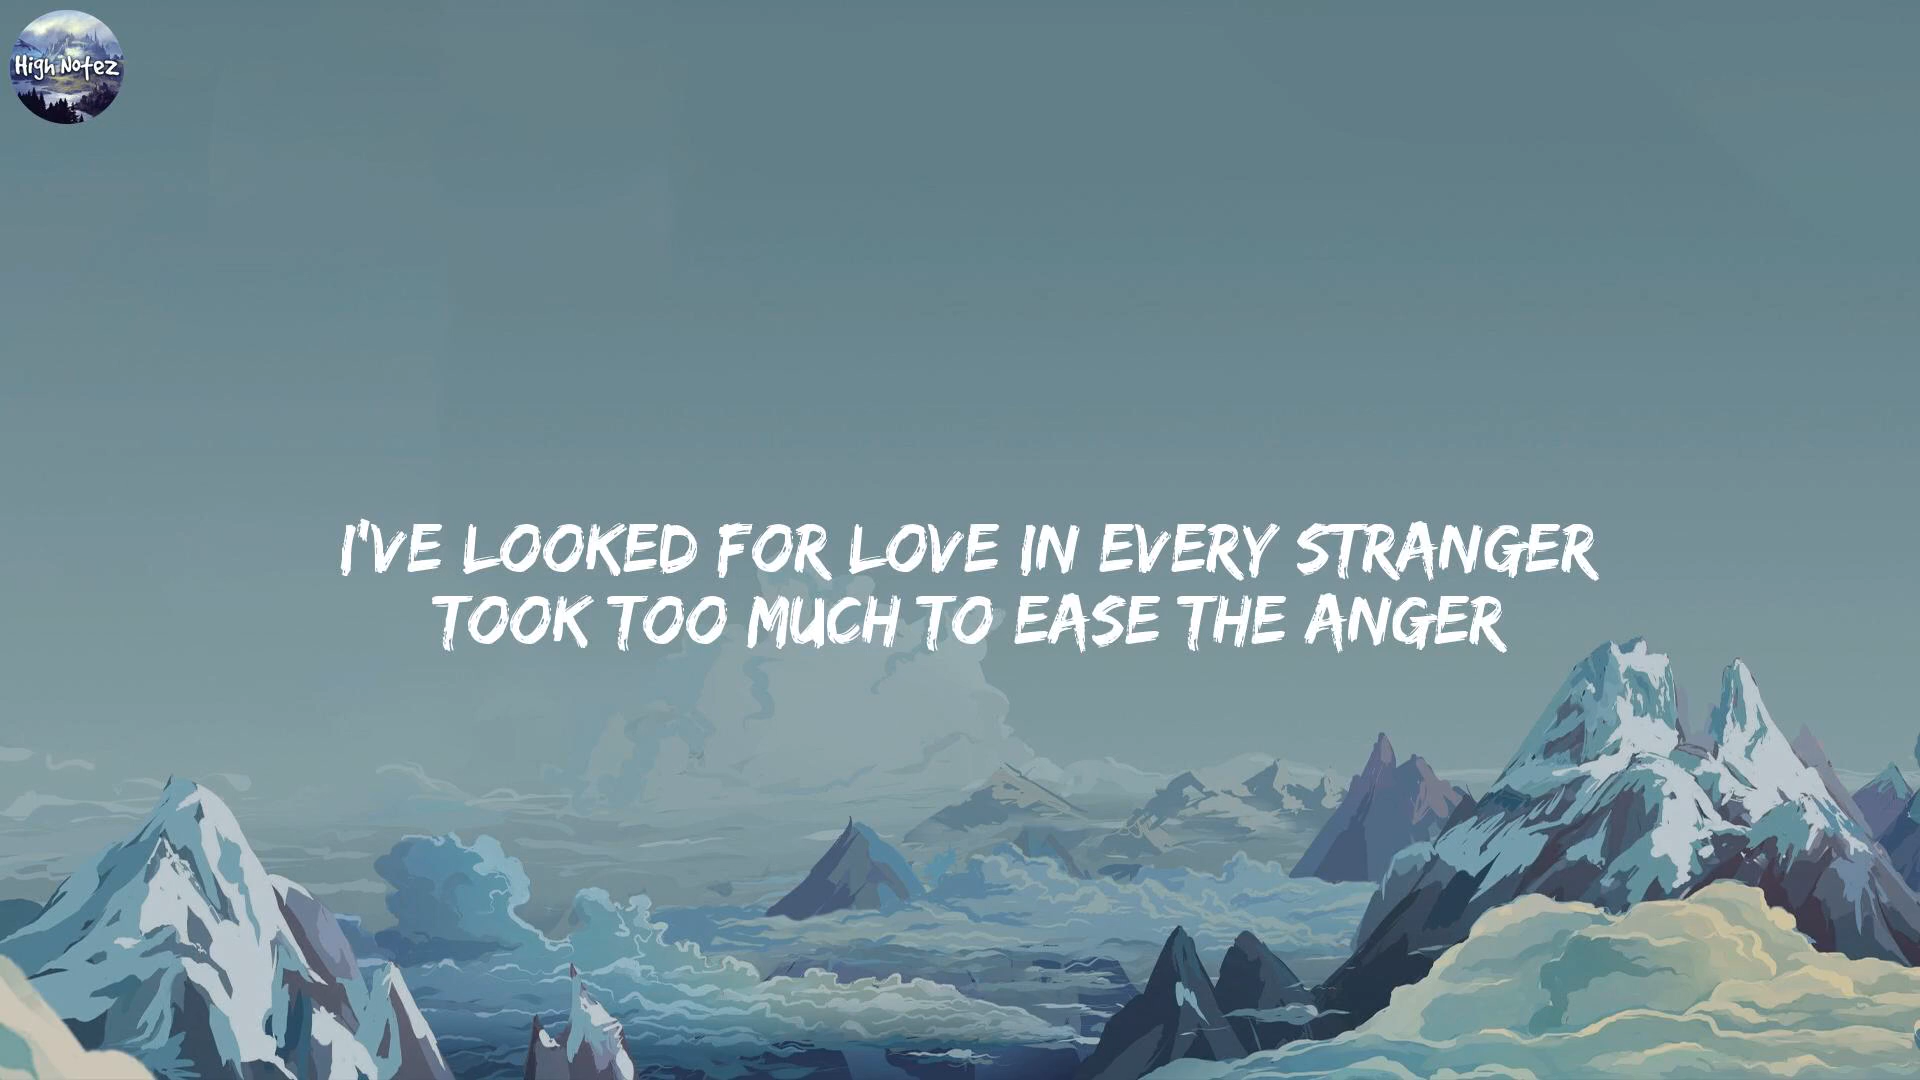 High Notez
I'VE LOOKED FOR LOVE IN EVERY STRANGER
TOOK TOO MUCH TO EASE THE ANGER